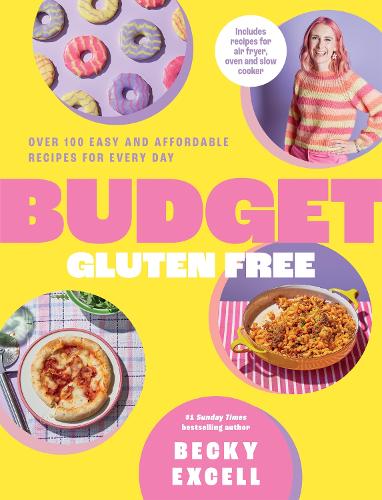 Includes
recipes for
air fryer,
oven and slow
cooker
OVER 100 EASY AND AFFORDABLE
RECIPES FOR EVERY DAY
BUDGET
GLUTEN FREE
#1 Sunday Times
bestselling author
BECKY
EXCELL